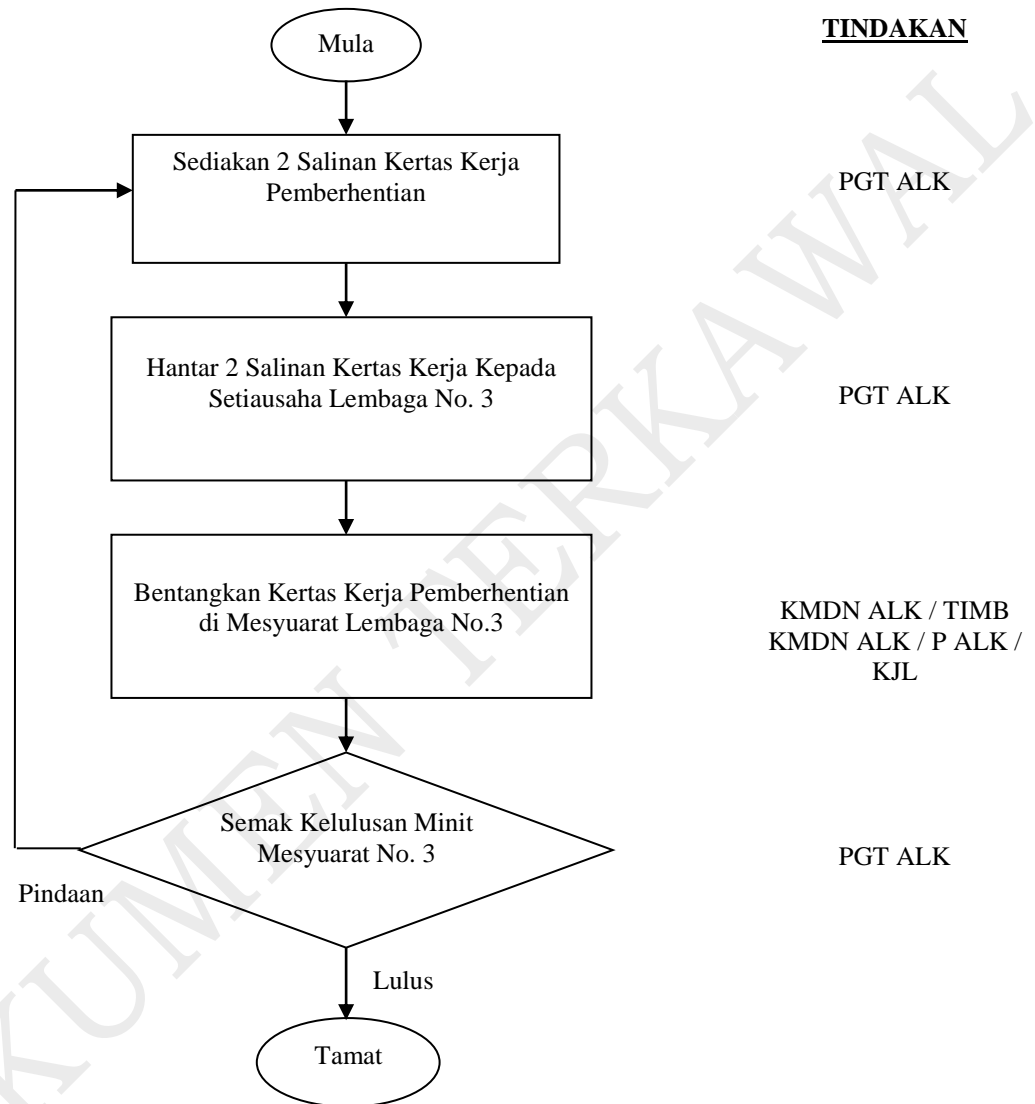 Mula
TINDAKAN
Sediakan 2 Salinan Kertas Kerja
Pemberhentian
PGT ALK
Hantar 2 Salinan Kertas Kerja Kepada
Setiausaha Lembaga No. 3
PGT ALK
Bentangkan Kertas Kerja Pemberhentian
di Mesyuarat Lembaga No.3
KMDN ALK / TIMB
KMDN ALK / P ALK /
KJL
Semak Kelulusan Minit
Mesyuarat No. 3
PGT ALK
Pindaan
Lulus
Tamat
KUMEN TERKAWAL